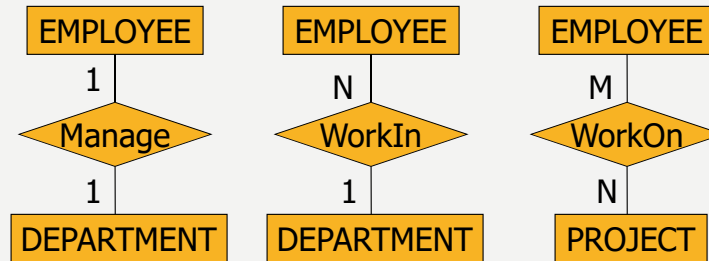 EMPLOYEE EMPLOYEE EMPLOYEE
1 N M
Manage WorkIn WorkOn
1 1 N
DEPARTMENT DEPARTMENT PROJECT